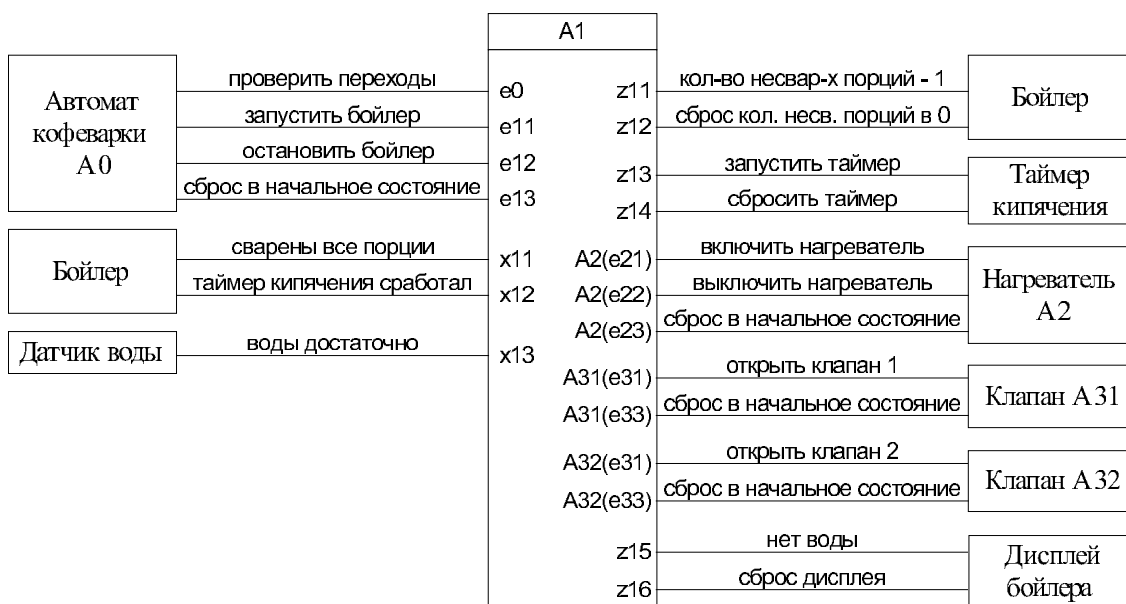 A1
Автомат
кофеварки
A0
проверить переходы
e0
запустить бойлер
e11
остановить бойлер
e12
сброс в начальное состояние
e13
Бойлер
сварены все порции
x11
таймер кипячения сработал
x12
Датчик воды
воды достаточно
x13
z11
кол-во несвар-х порций - 1
z12
сброс кол. несв. порций в 0
Бойлер
z13
запустить таймер
z14
сбросить таймер
Таймер
кипячения
A2(e21)
включить нагреватель
A2(e22)
выключить нагреватель
A2(e23)
сброс в начальное состояние
Нагреватель
A2
A31(e31)
открыть клапан 1
A31(e33)
сброс в начальное состояние
Клапан A31
A32(e31)
открыть клапан 2
A32(e33)
сброс в начальное состояние
Клапан A32
z15
нет воды
z16
сброс дисплея
Дисплей
бойлера